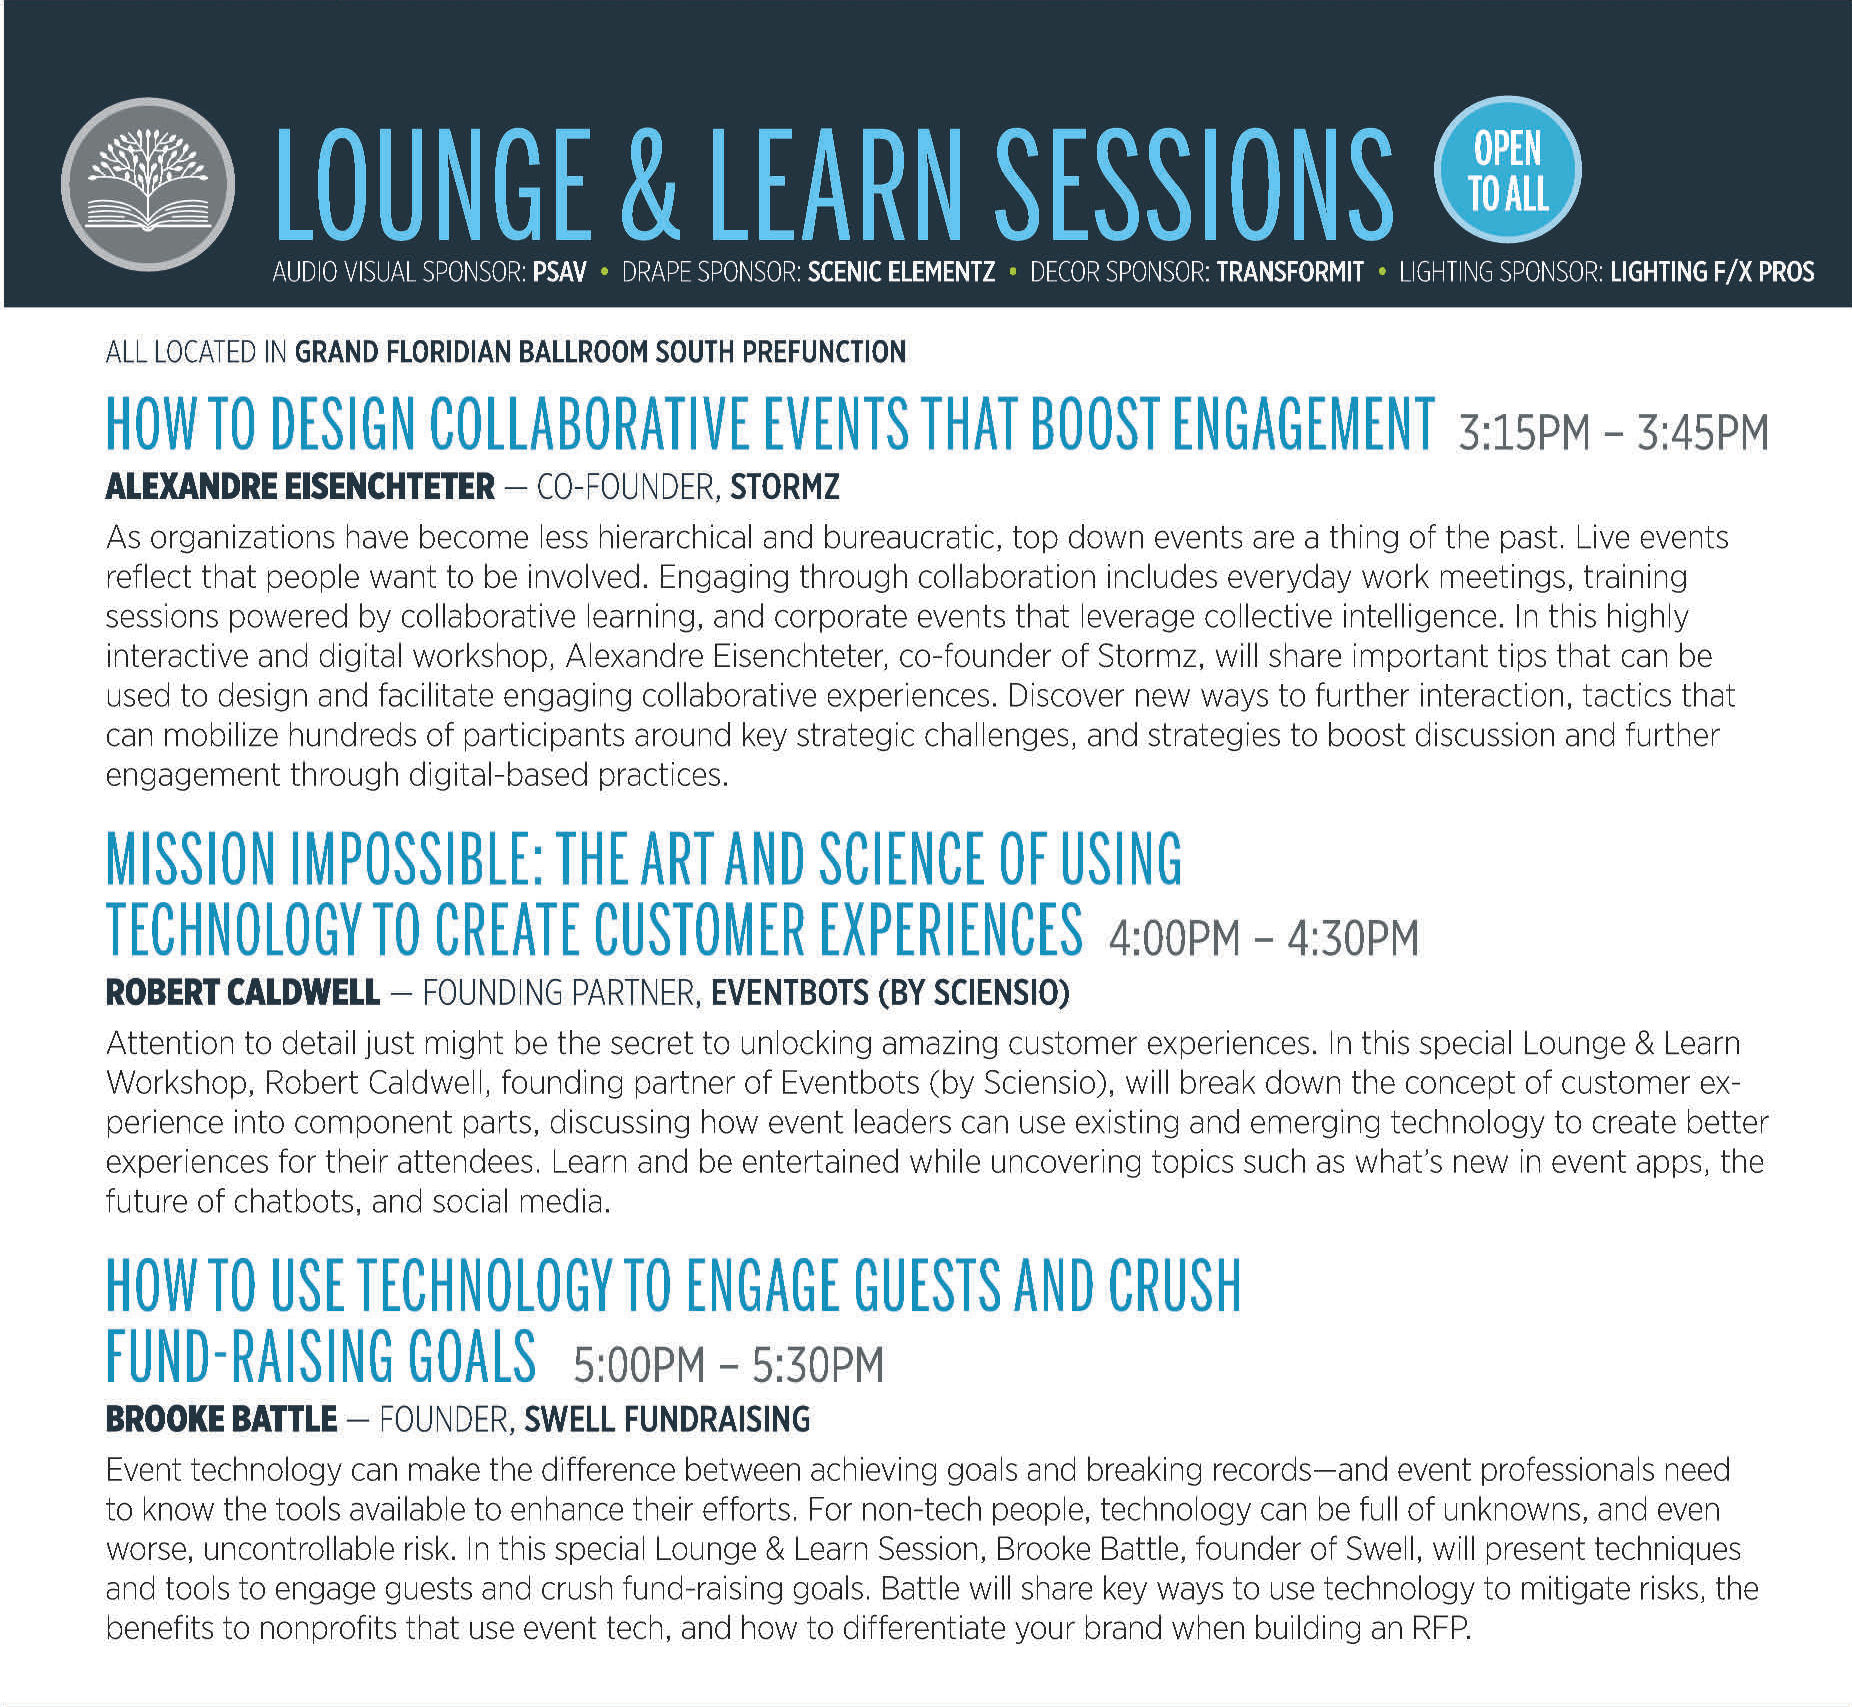 LOUNGE & LEARN SESSIONS
OPEN
TO ALL
AUDIO VISUAL SPONSOR: PSAV • DRAPE SPONSOR: SCENIC ELEMENTZ • DECOR SPONSOR: TRANSFORMIT • LIGHTING SPONSOR: LIGHTING F/X PROS
ALL LOCATED IN GRAND FLORIDIAN BALLROOM SOUTH PREFUNCTION
HOW TO DESIGN COLLABORATIVE EVENTS THAT BOOST ENGAGEMENT 3:15PM – 3:45PM
ALEXANDRE EISENCHTETER — CO-FOUNDER, STORMZ
As organizations have become less hierarchical and bureaucratic, top down events are a thing of the past. Live events
reflect that people want to be involved. Engaging through collaboration includes everyday work meetings, training
sessions powered by collaborative learning, and corporate events that leverage collective intelligence. In this highly
interactive and digital workshop, Alexandre Eisenchteter, co-founder of Stormz, will share important tips that can be
used to design and facilitate engaging collaborative experiences. Discover new ways to further interaction, tactics that
can mobilize hundreds of participants around key strategic challenges, and strategies to boost discussion and further
engagement through digital-based practices.
MISSION IMPOSSIBLE: THE ART AND SCIENCE OF USING
TECHNOLOGY TO CREATE CUSTOMER EXPERIENCES 4:00PM – 4:30PM
ROBERT CALDWELL — FOUNDING PARTNER, EVENTBOTS (BY SCIENSIO)
Attention to detail just might be the secret to unlocking amazing customer experiences. In this special Lounge & Learn
Workshop, Robert Caldwell, founding partner of Eventbots (by Sciensio), will break down the concept of customer ex-
perience into component parts, discussing how event leaders can use existing and emerging technology to create better
experiences for their attendees. Learn and be entertained while uncovering topics such as what's new in event apps, the
future of chatbots, and social media.
HOW TO USE TECHNOLOGY TO ENGAGE GUESTS AND CRUSH
FUND-RAISING GOALS 5:00PM – 5:30PM
BROOKE BATTLE — FOUNDER, SWELL FUNDRAISING
Event technology can make the difference between achieving goals and breaking records—and event professionals need
to know the tools available to enhance their efforts. For non-tech people, technology can be full of unknowns, and even
worse, uncontrollable risk. In this special Lounge & Learn Session, Brooke Battle, founder of Swell, will present techniques
and tools to engage guests and crush fund-raising goals. Battle will share key ways to use technology to mitigate risks, the
benefits to nonprofits that use event tech, and how to differentiate your brand when building an RFP.